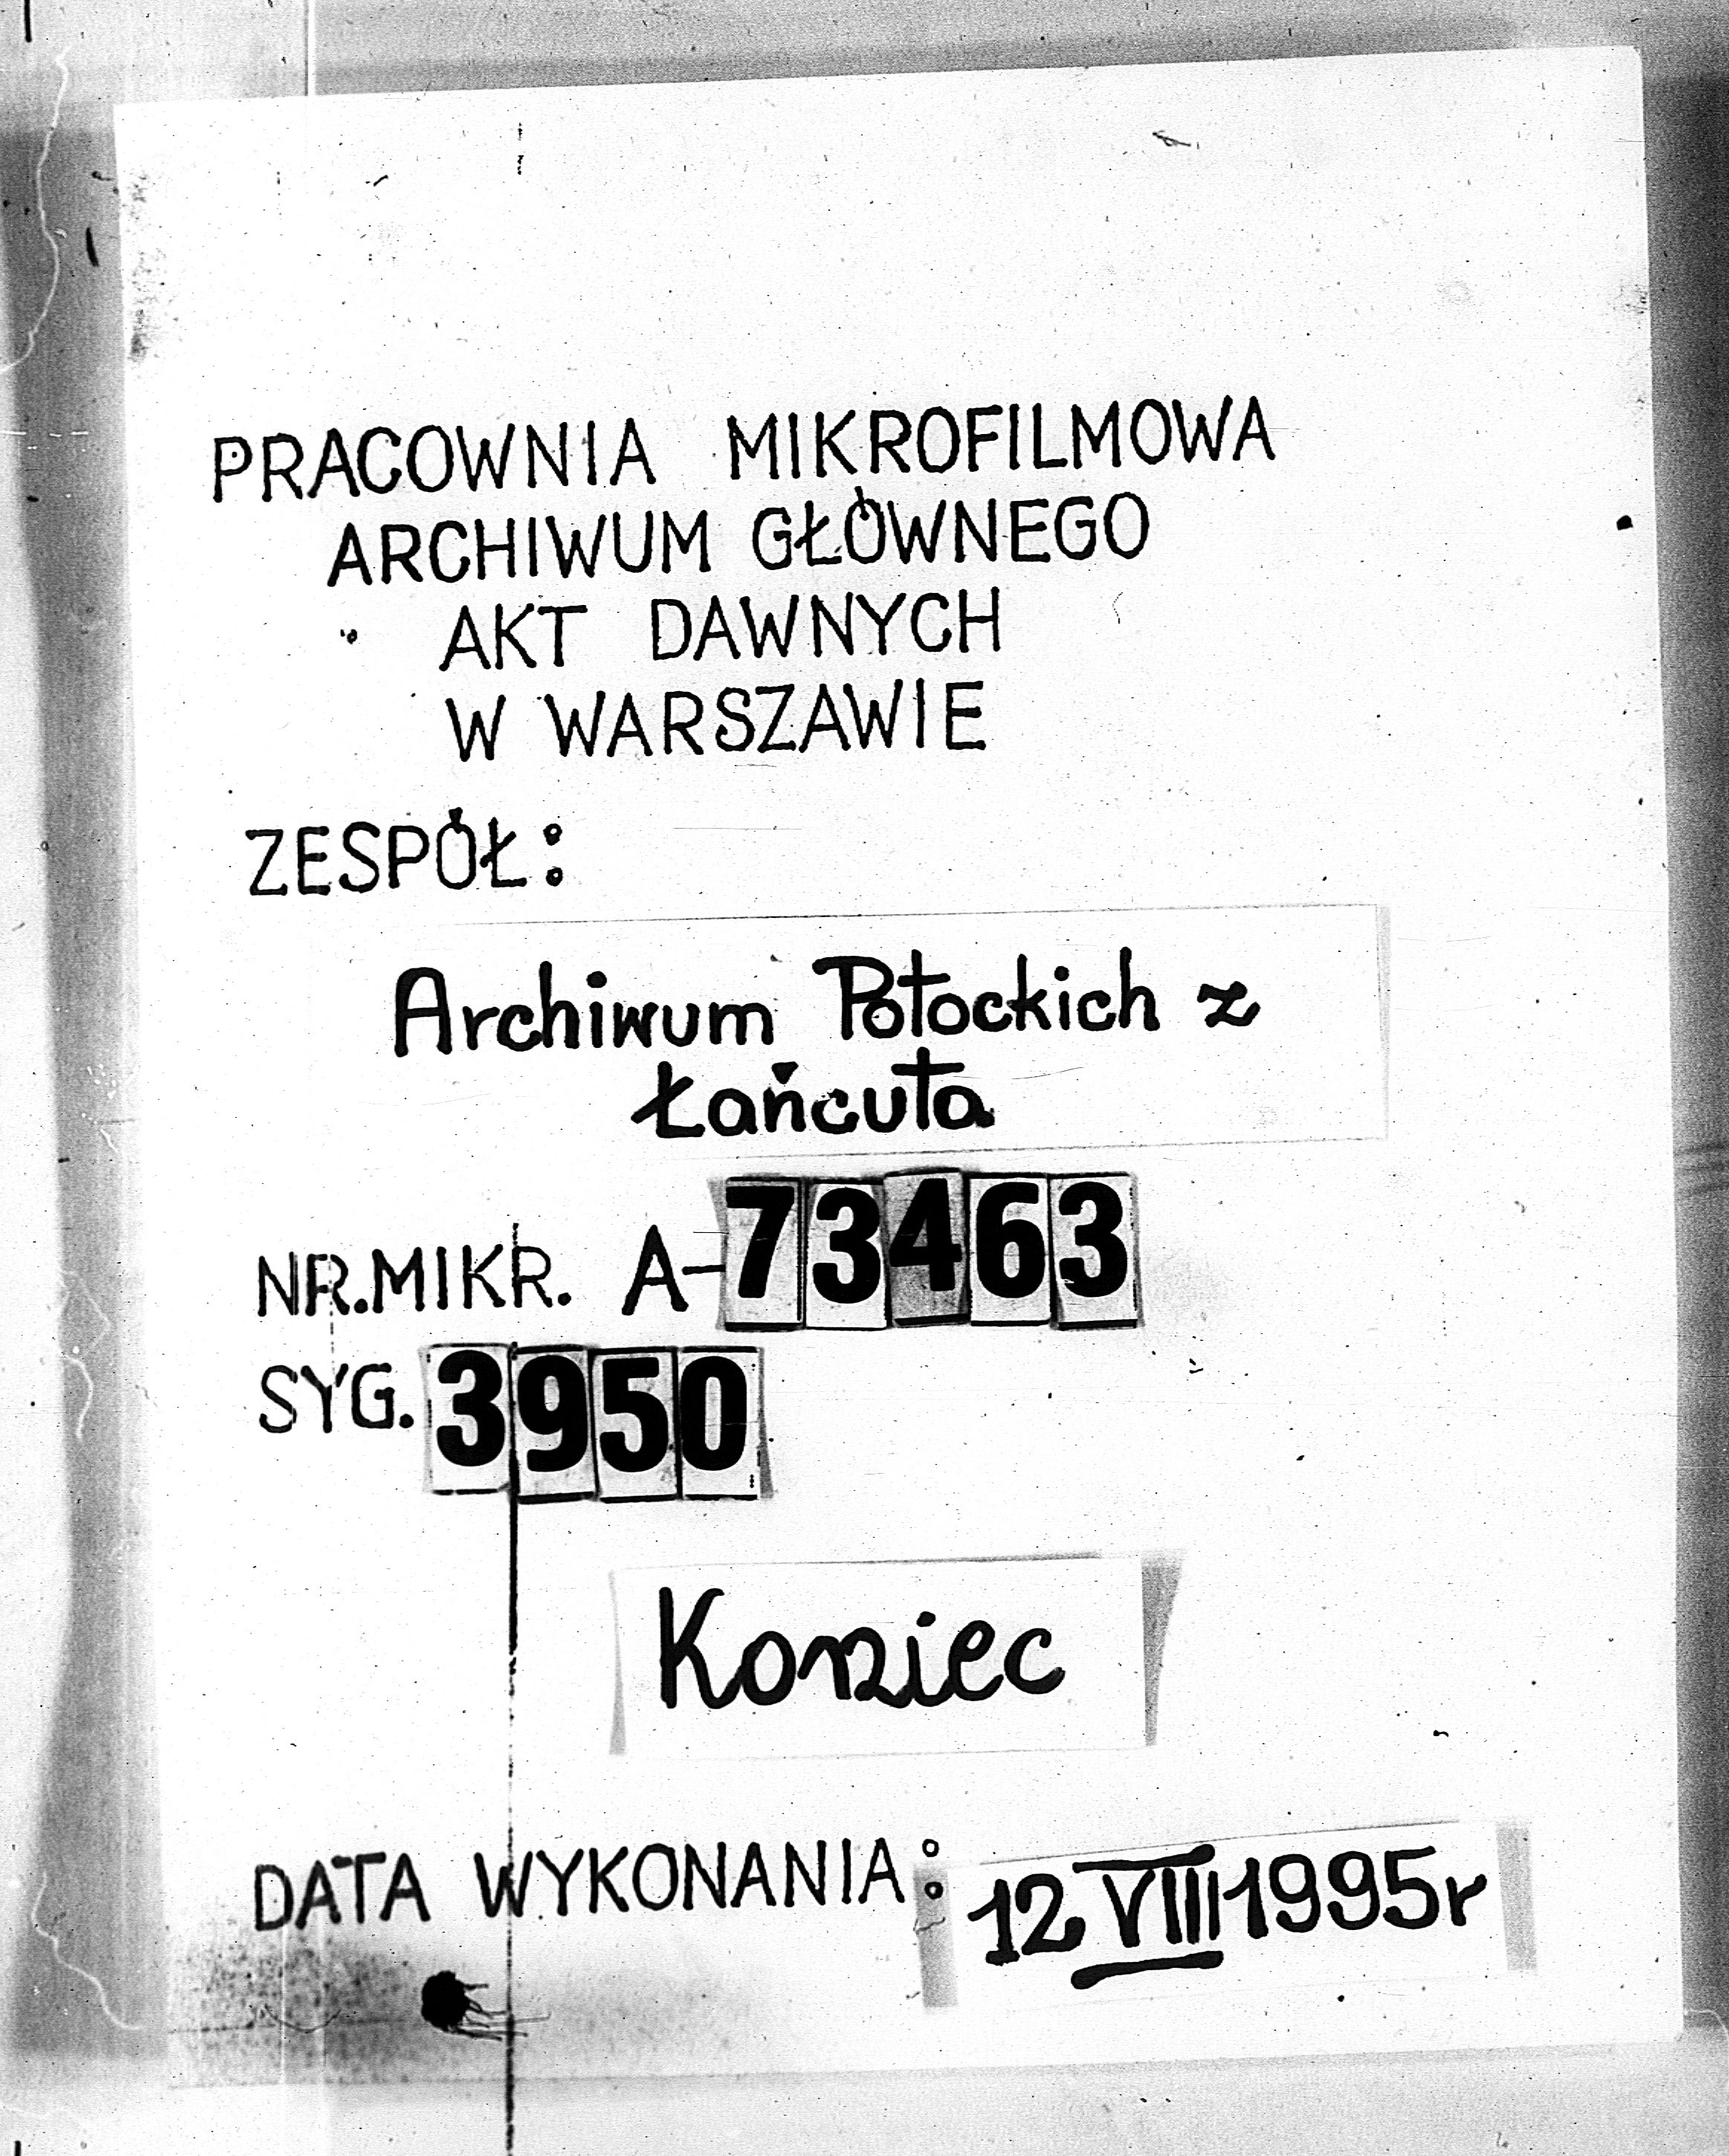 PRACOWNIA MIKROFILMOWA
ARCHIWUM GŁÓWNEGO
AKT DAWNYCH
W WARSZAWIE
ZESPÓŁ:
Archiwum Potockich z
Łańcuta
NR.MIKR. A-73463
SYG. 3950
Koniec
DATA WYKONANIA: 12 VIII 1995r